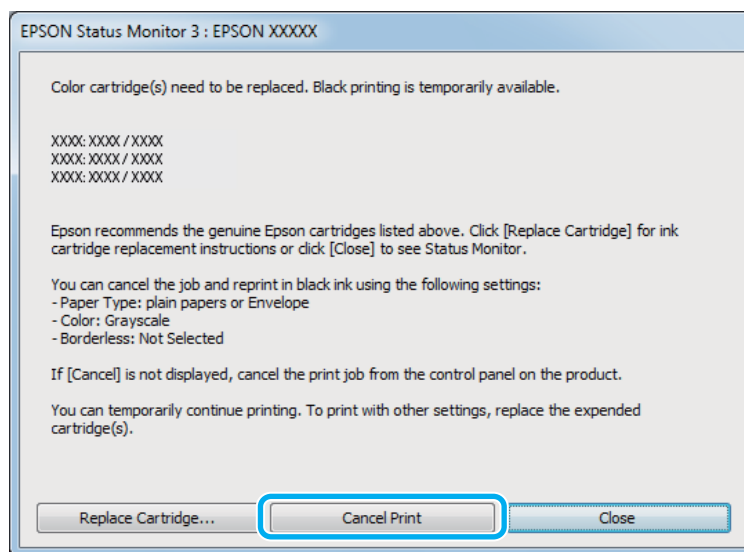 EPSON Status Monitor 3 : EPSON XXXXX
Color cartridge(s) need to be replaced. Black printing is temporarily available.
XXXX: XXXX / XXXX
XXXX: XXXX / XXXX
XXXX: XXXX / XXXX
Epson recommends the genuine Epson cartridges listed above. Click [Replace Cartridge] for ink
cartridge replacement instructions or click [Close] to see Status Monitor.
You can cancel the job and reprint in black ink using the following settings:
- Paper Type: plain papers or Envelope
- Color: Grayscale
- Borderless: Not Selected
If [Cancel] is not displayed, cancel the print job from the control panel on the product.
You can temporarily continue printing. To print with other settings, replace the expended
cartridge(s).
Replace Cartridge... Cancel Print Close